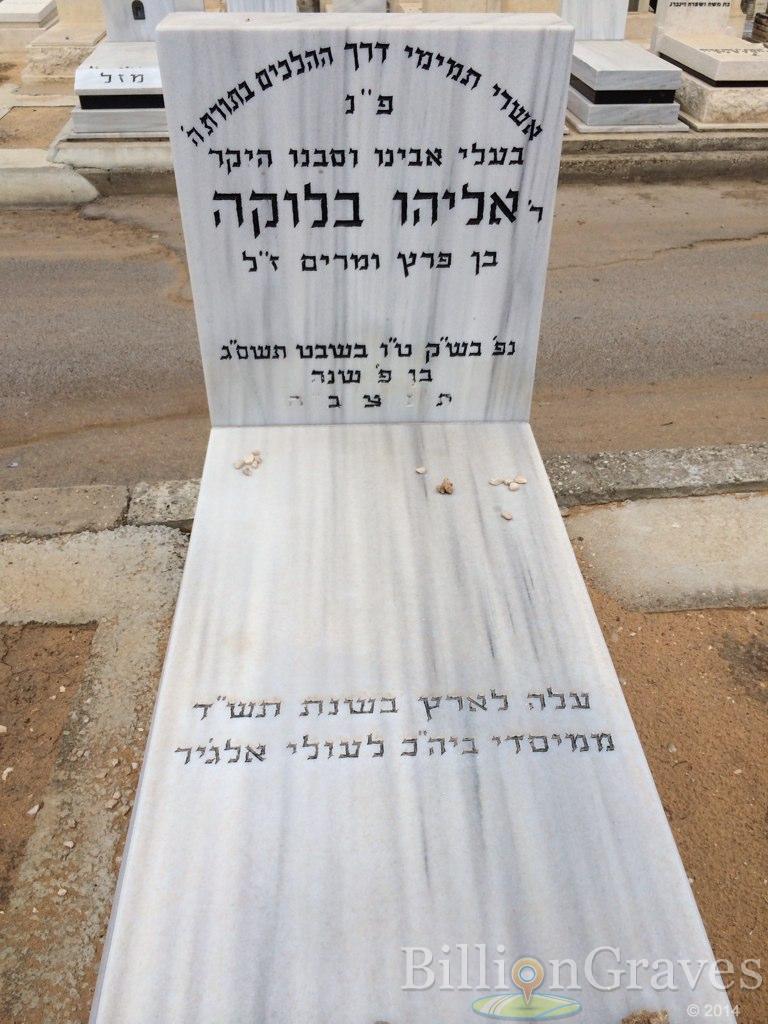 אשרי תמימי דרך ההלכים בתורת ה'
פ"נ
בעלי אבינו וסבנו היקר
ר' אליהו בלוקה
בן פרץ ומרים ז"ל
נפ' בש"ק ט"ו בשבט תשס"ג
בן פ' שנה
ת נ צ ב ה
עלה לארץ בשנת תש"ד
ממיסדי ביה"כ לעולי אלג'יר
מזל
BillionGraves
© 2014